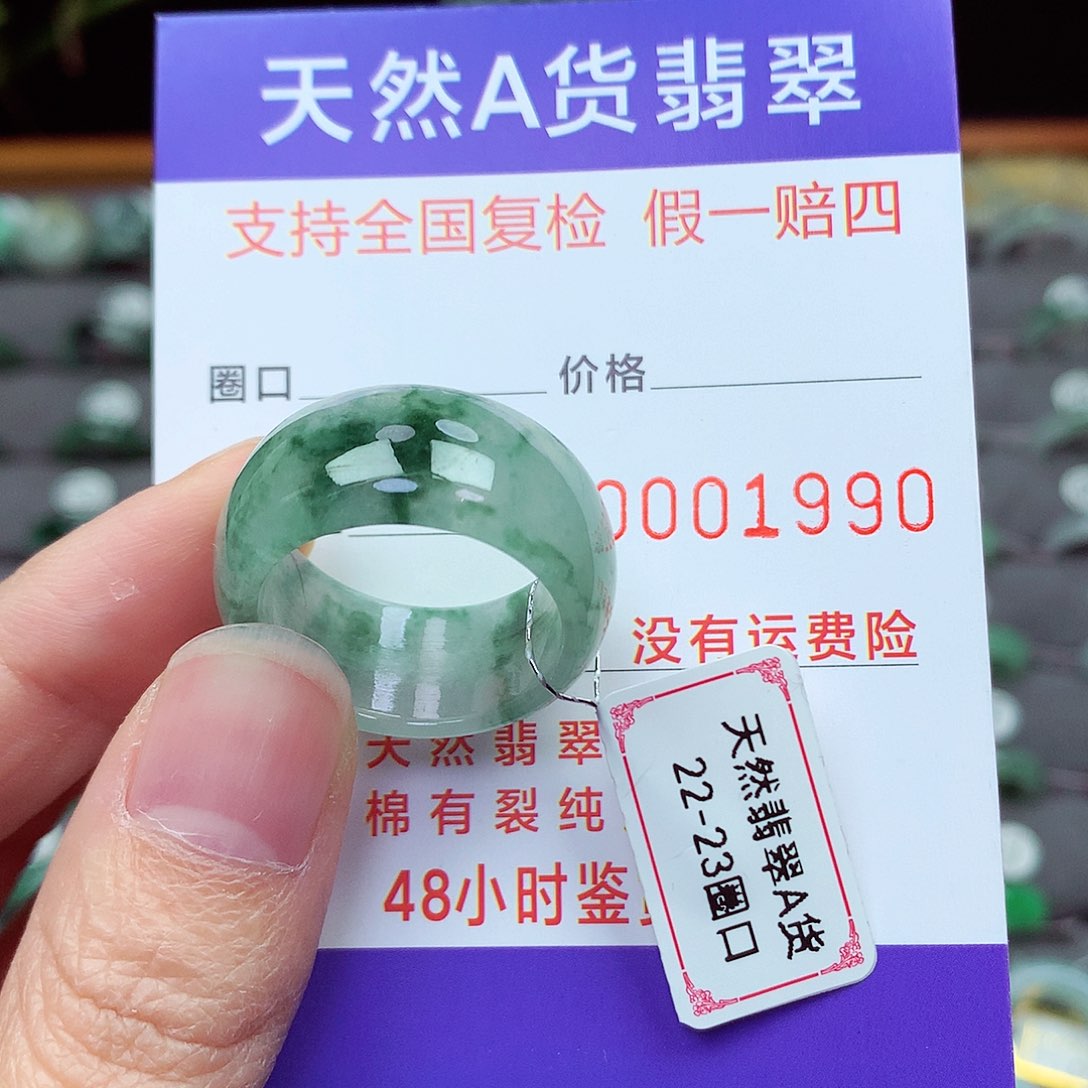 天然A货翡翠
支持全国复检 假一赔四
圈口 价格
0001990
没有运费险
天然翡翠
棉有裂纯
48小时鉴
天然翡翠A货
22-23圈口